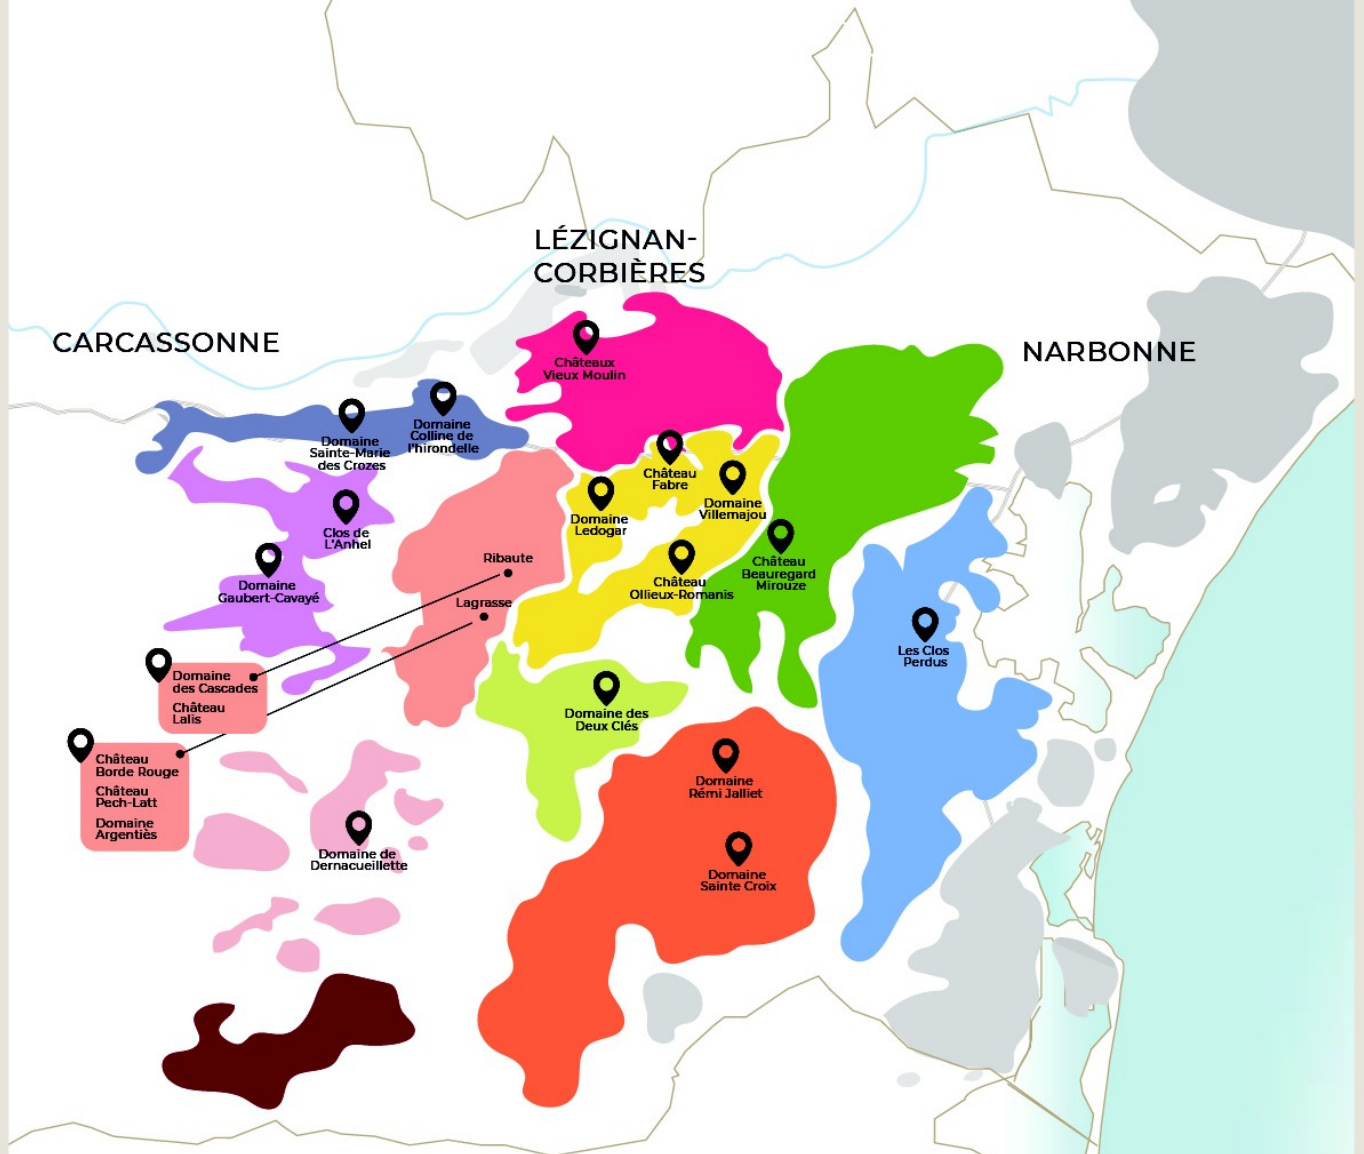 LÉZIGNAN-
CORBIÈRES
CARCASSONNE
NARBONNE
Châteaux
Vieux Moulin
Domaine
Sainte-Marie
des Crozes
Domaine
Colline de
l'hirondelle
Château
Fabre
Domaine
Villemajou
Domaine
Ledogar
Clos de
L'Anhel
Domaine
Gaubert-Cavayé
Ribaute
Lagrasse
Château
Ollieux-Romanis
Château
Beauregard
Mirouze
Les Clos
Perdus
Domaine
des Cascades
Château
Lalis
Château
Borde Rouge
Château
Pech-Latt
Domaine
Argentiès
Domaine des
Deux Clés
Domaine
Rémi Jalliet
Domaine de
Dernacueillette
Domaine
Sainte Croix